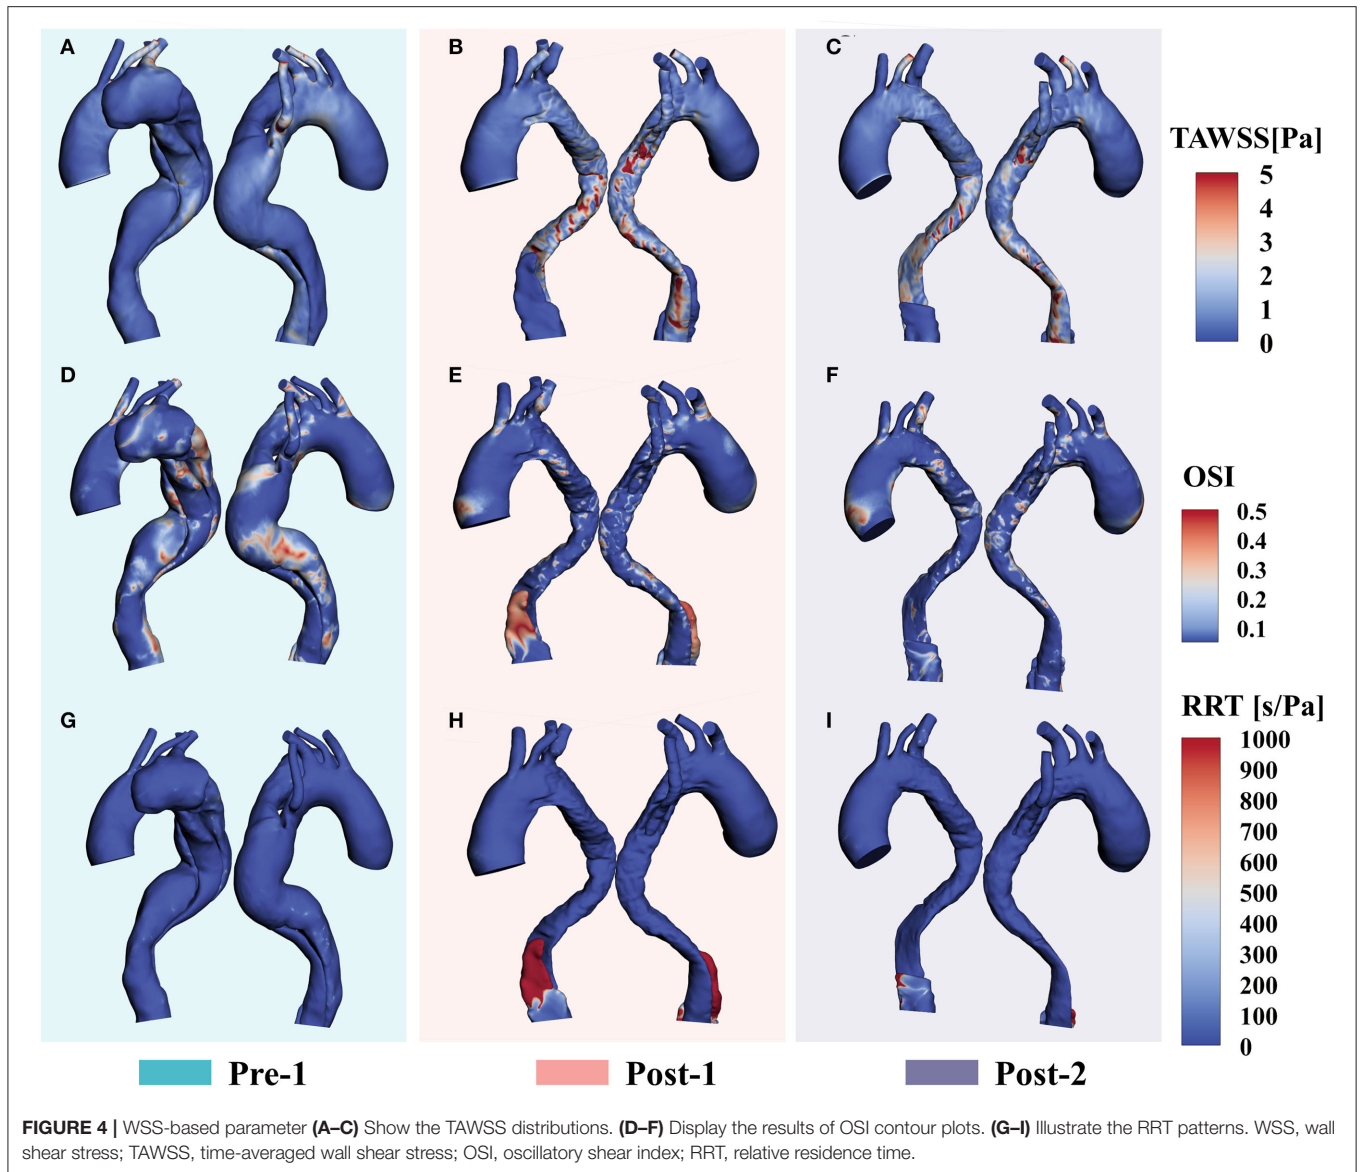 A
B
C
TAWSS[Pa]
5
4
3
2
1
0
D
E
F
OSI
0.5
0.4
0.3
0.2
0.1
G
H
I
RRT [s/Pa]
1000
900
800
700
600
500
400
300
200
100
0
Pre-1
Post-1
Post-2
FIGURE 4 | WSS-based parameter (A–C) Show the TAWSS distributions. (D–F) Display the results of OSI contour plots. (G–I) Illustrate the RRT patterns. WSS, wall
shear stress; TAWSS, time-averaged wall shear stress; OSI, oscillatory shear index; RRT, relative residence time.